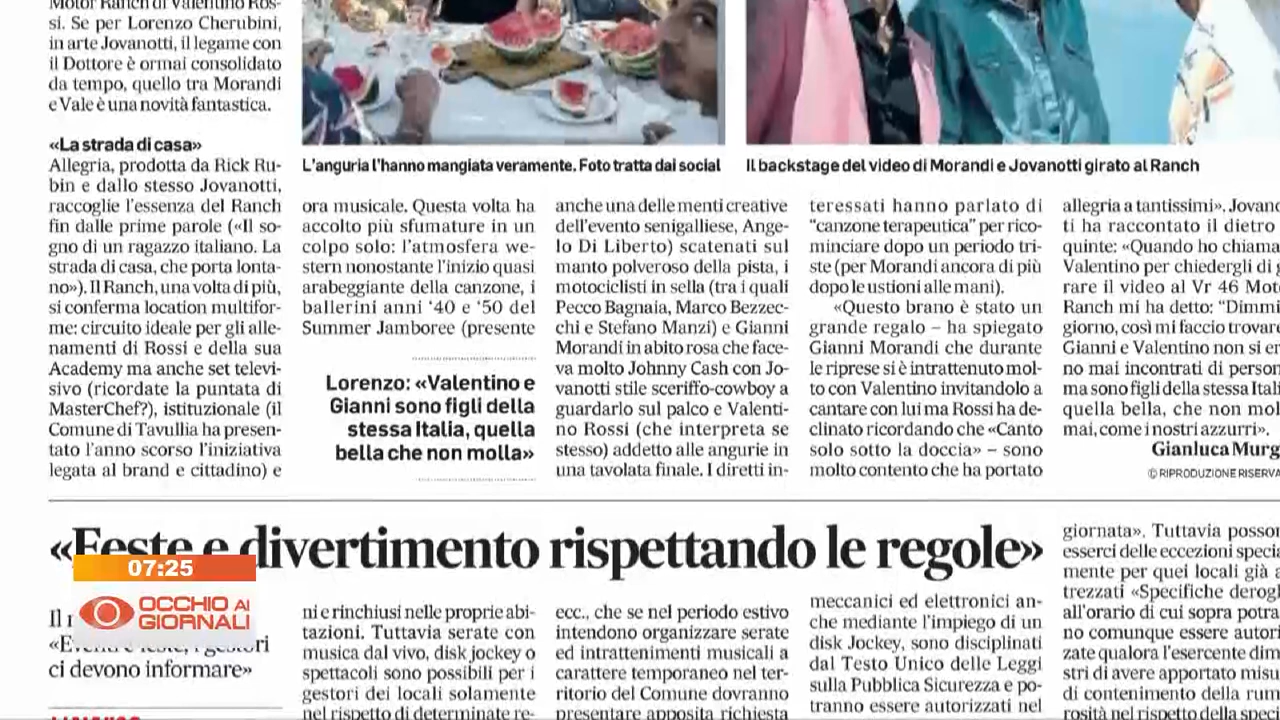 Motor Ranch di Valentino Ros-
si. Se per Lorenzo Cherubini,
in arte Jovanotti, il legame con
il Dottore è ormai consolidato
da tempo, quello tra Morandi
e Vale è una novità fantastica.
«La strada di casa»
Allegria, prodotta da Rick Ru-
bin e dallo stesso Jovanotti,
raccoglie l'essenza del Ranch
fin dalle prime parole («Il so-
gno di un ragazzo italiano. La
strada di casa, che porta lonta-
no»). Il Ranch, una volta di più,
si conferma location multifor-
me: circuito ideale per gli alle-
namenti di Rossi e della sua
Academy ma anche set televi-
sivo (ricordate la puntata di
MasterChef?), istituzionale (il
Comune di Tavullia ha presen-
tato l'anno scorso l'iniziativa
legata al brand e cittadino) e
L'anguria l'hanno mangiata veramente. Foto tratta dai social
Il backstage del video di Morandi e Jovanotti girato al Ranch
ora musicale. Questa volta ha
accolto più sfumature in un
colpo solo: l'atmosfera we-
stern nonostante l'inizio quasi
arabeggiante della canzone, i
ballerini anni '40 e '50 del
Summer Jamboree (presente
Lorenzo: «Valentino e
Gianni sono figli della
stessa Italia, quella
bella che non molla»
anche una delle menti creative
dell'evento senigalliese, Ange-
lo Di Liberto) scatenati sul
manto polveroso della pista, i
motociclisti in sella (tra i quali
Pecco Bagnaia, Marco Bezzec-
chi e Stefano Manzi) e Gianni
Morandi in abito rosa che face-
va molto Johnny Cash con Jo-
vanotti stile sceriffo-cowboy a
guardarlo sul palco e Valenti-
no Rossi (che interpreta se
stesso) addetto alle angurie in
una tavolata finale. I diretti in-
teressati hanno parlato di
“canzone terapeutica” per rico-
minciare dopo un periodo tri-
ste (per Morandi ancora di più
dopo le ustioni alle mani).
«Questo brano è stato un
grande regalo – ha spiegato
Gianni Morandi che durante
le riprese si è intrattenuto mol-
to con Valentino invitandolo a
cantare con lui ma Rossi ha de-
clinato ricordando che «Canto
solo sotto la doccia» – sono
molto contento che ha portato
allegria a tantissimi». Jovano
ti ha raccontato il dietro
quinte: «Quando ho chiama
Valentino per chiedergli di g
rare il video al Vr 46 Moto
Ranch mi ha detto: “Dimmi
giorno, così mi faccio trovare
Gianni e Valentino non si er
no mai incontrati di person
ma sono figli della stessa Itali
quella bella, che non mol
mai, come i nostri azzurri».
Gianluca Murg
© RIPRODUZIONE RISERVA
«Feste e divertimento rispettando le regole»
07:25
OCCHIO AI
GIORNALI
Il
«Eventi e feste, i gestori
ci devono informare»
ni e rinchiusi nelle proprie abi-
tazioni. Tuttavia serate con
musica dal vivo, disk jockey o
spettacoli sono possibili per i
gestori dei locali solamente
nel rispetto di determinate re-
ecc., che se nel periodo estivo
intendono organizzare serate
ed intrattenimenti musicali a
carattere temporaneo nel ter-
ritorio del Comune dovranno
presentare apposita richiesta
meccanici ed elettronici an-
che mediante l'impiego di un
disk Jockey, sono disciplinati
dal Testo Unico delle Leggi
sulla Pubblica Sicurezza e po-
tranno essere autorizzati nel
giornata». Tuttavia posson
esserci delle eccezioni specia
mente per quei locali già a
trezzati «Specifiche derogh
all'orario di cui sopra potra
no comunque essere autori
zate qualora l'esercente dim
stri di avere apportato misu
di contenimento della rum
rosità nel rispetto della speci